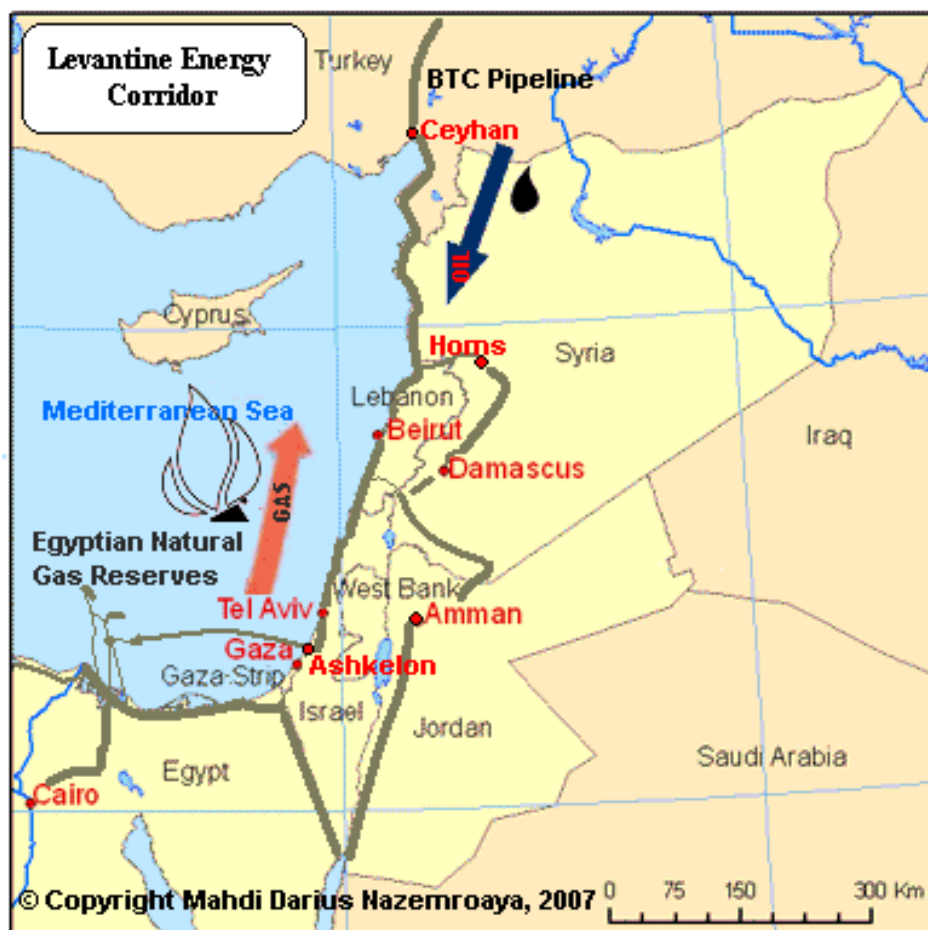 Levantine Energy
Corridor
Turkey
BTC Pipeline
Ceyhan
OIL
Cyprus
Homs
Syria
Lebanon
Mediterranean Sea
Beirut
Iraq
Damascus
GAS
Egyptian Natural
Gas Reserves
West Bank
Tel Aviv
Amman
Gaza
Ashkelon
Gaza-Strip
Israel
Jordan
Egypt
Saudi Arabia
Cairo
© Copyright Mahdi Darius Nazemroaya, 2007
0 75 150 300 Km